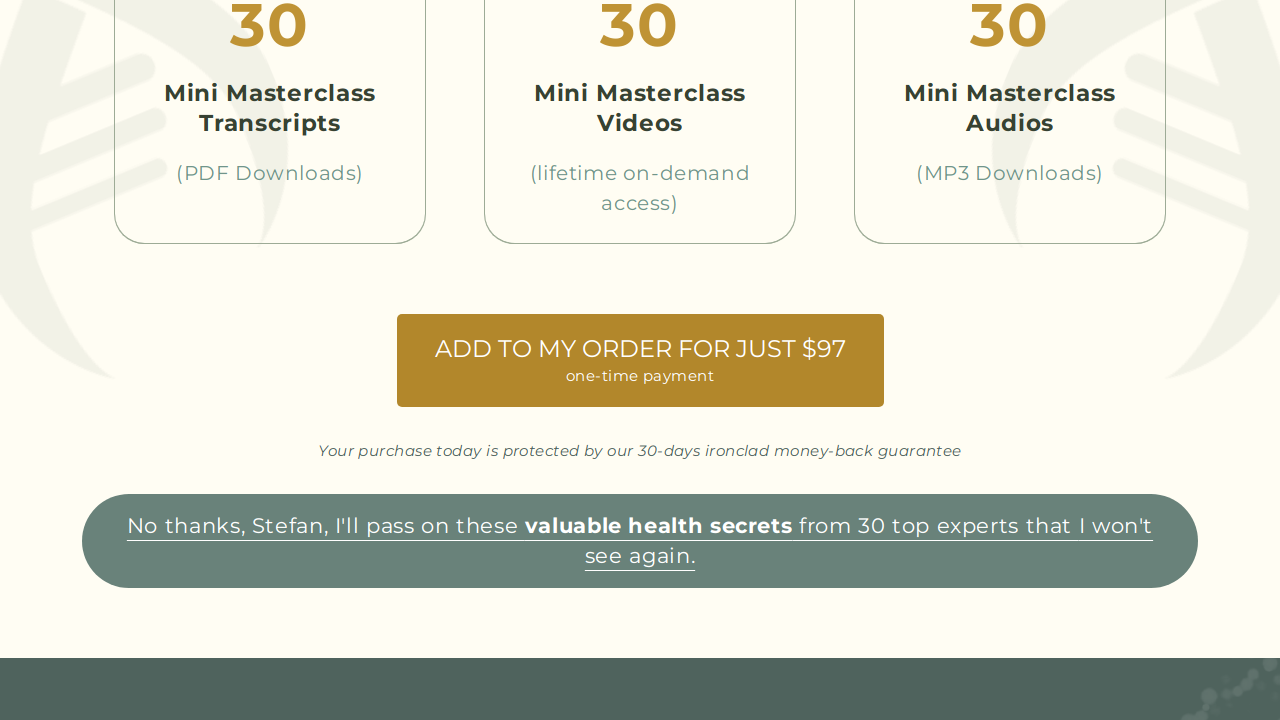 30
30
30
Mini Masterclass
Transcripts
Mini Masterclass
Videos
Mini Masterclass
Audios
(PDF Downloads)
(lifetime on-demand
access)
(MP3 Downloads)
ADD TO MY ORDER FOR JUST $97
one-time payment
Your purchase today is protected by our 30-days ironclad money-back guarantee
No thanks, Stefan, I'll pass on these valuable health secrets from 30 top experts that I won't
see again.